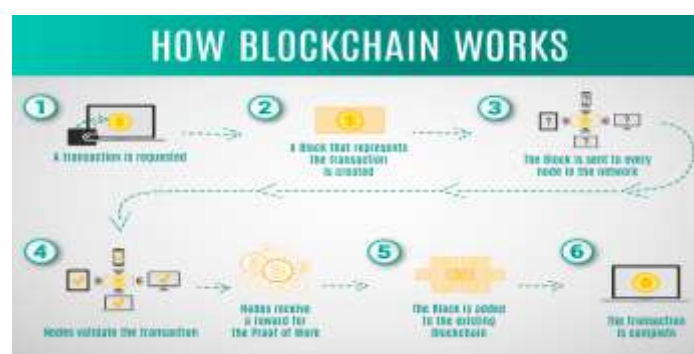 HOW BLOCKCHAIN WORKS
1
A transaction is requested
2
A Block that represents
the transaction
is created
3
The Block is sent to every
node in the network
4
Nodes validate the transaction
Nodes receive
a reward for
the Proof of Work
5
The Block is added
to the existing
blockchain
6
The transaction
is complete